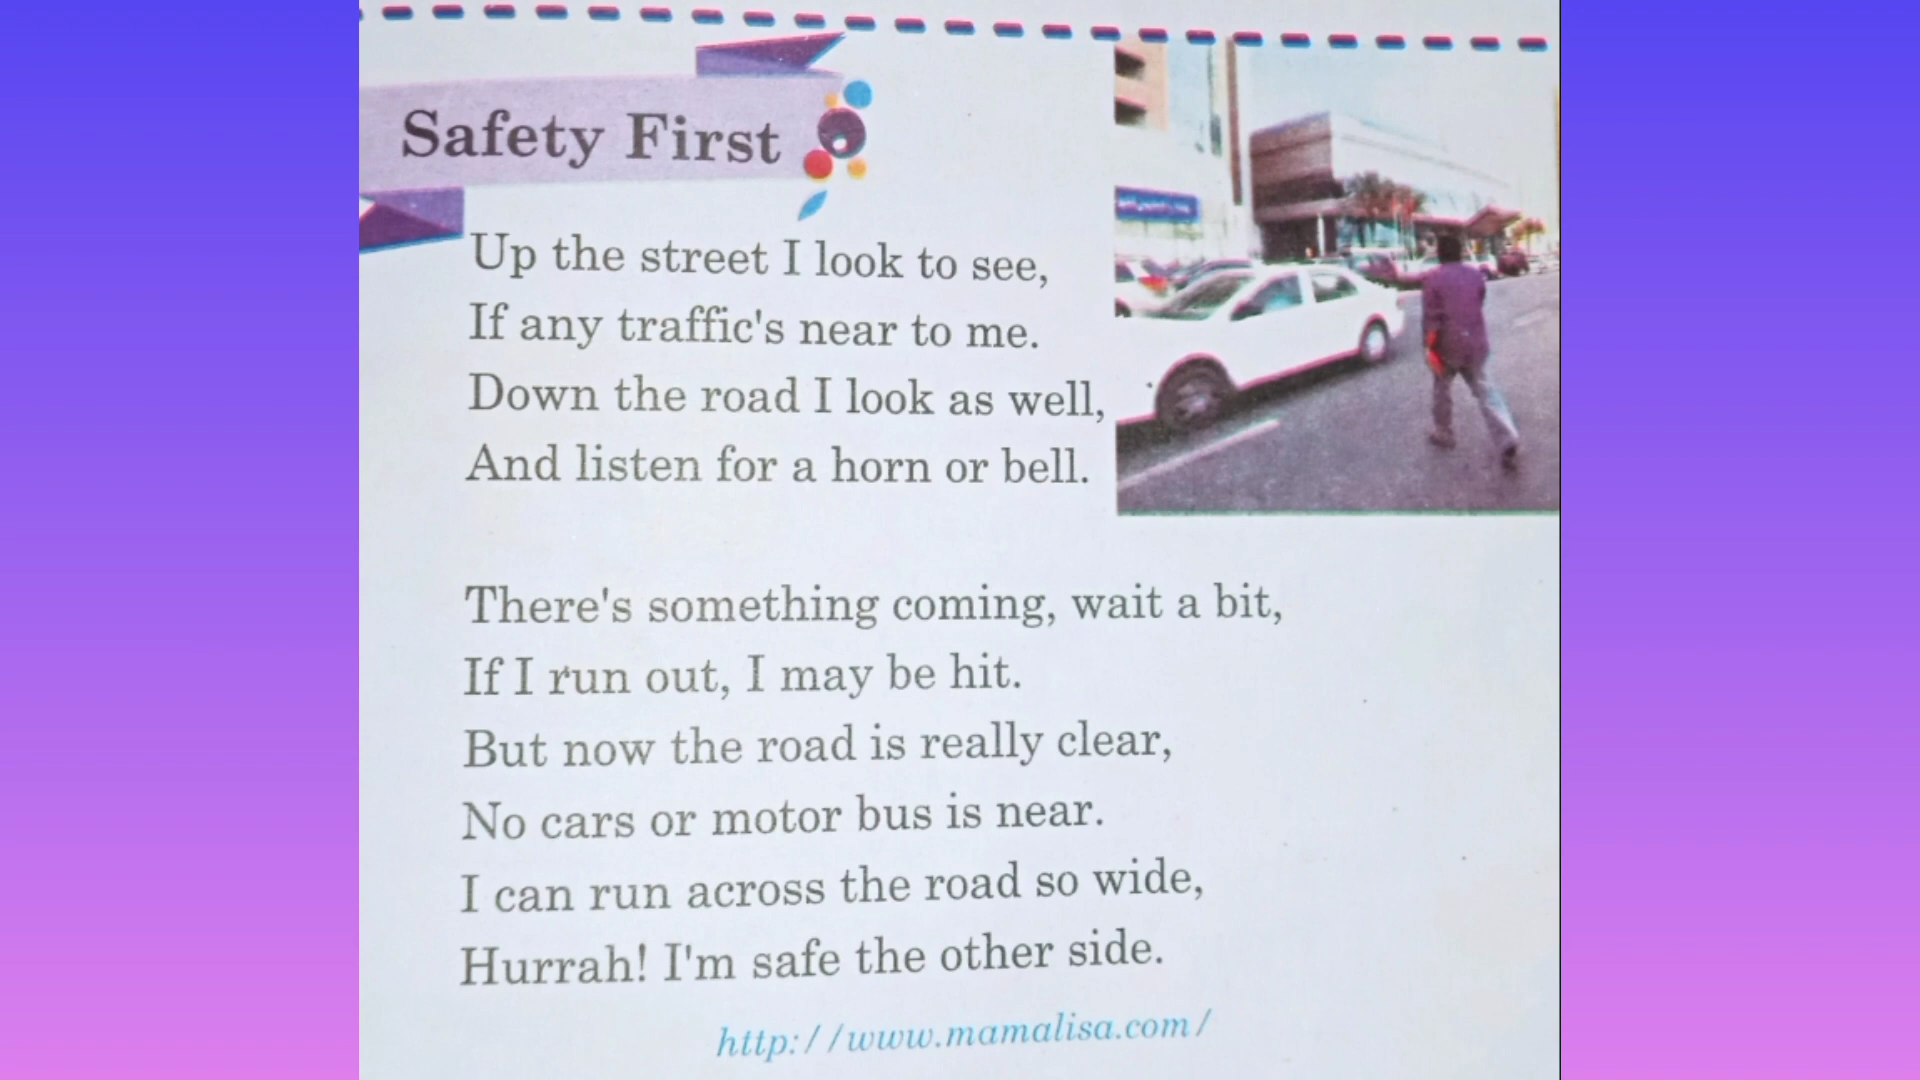 Safety First
Up the street I look to see,
If any traffic's near to me.
Down the road I look as well,
And listen for a horn or bell.
There's something coming, wait a bit,
If I run out, I may be hit.
But now the road is really clear,
No cars or motor bus is near.
I can run across the road so wide,
Hurrah! I'm safe the other side.
http://www.mamalisa.com/